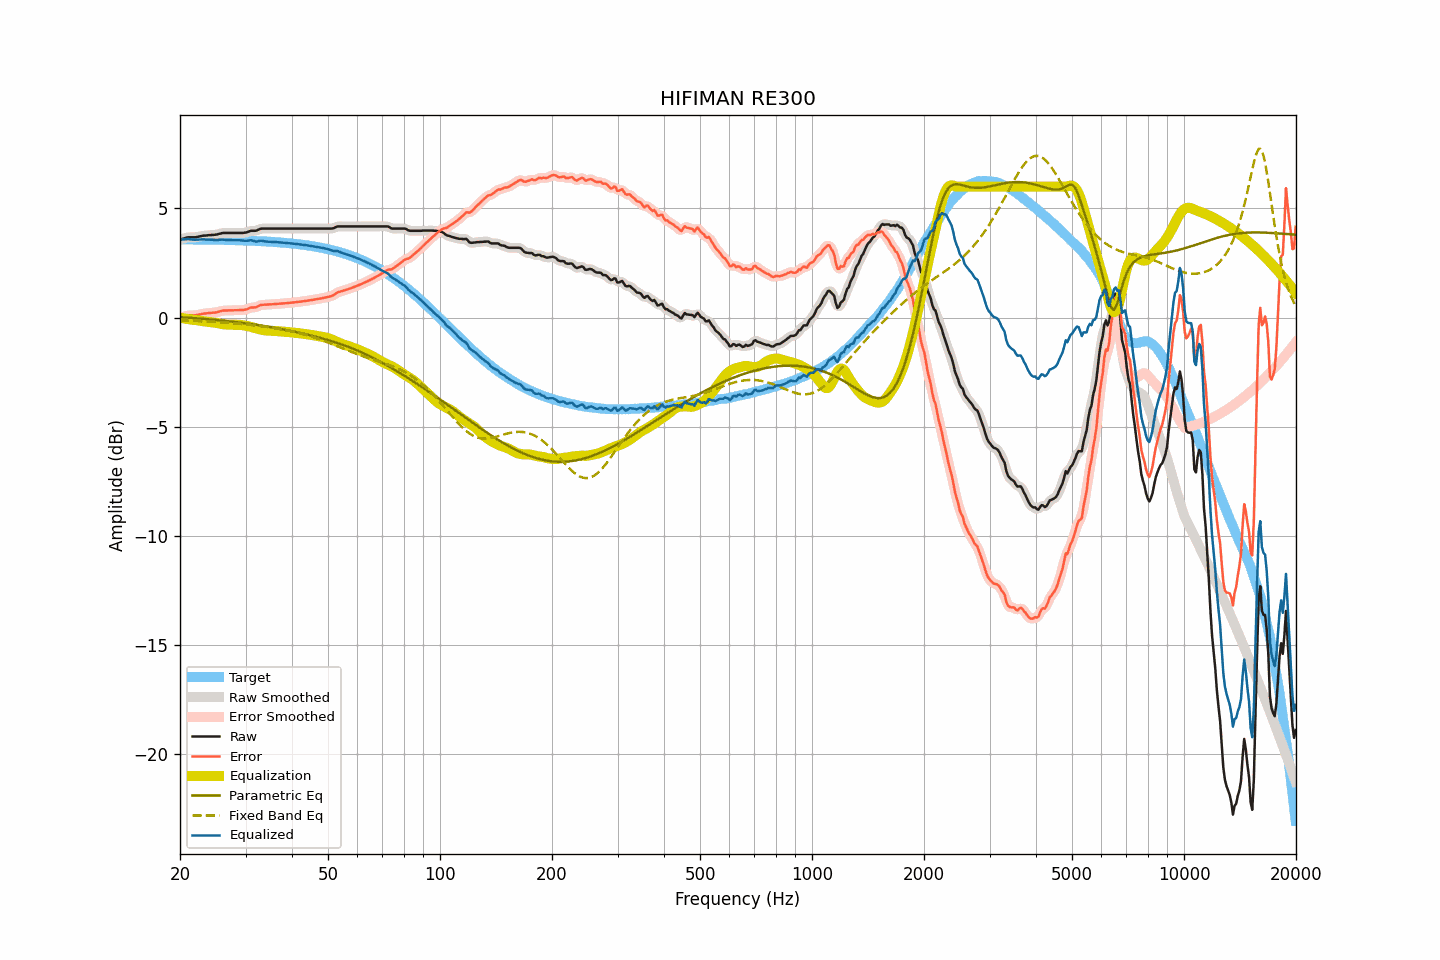 HIFIMAN RE300
Amplitude (dBr)
5
0
−5
−10
−15
−20
Target
Raw Smoothed
Error Smoothed
Raw
Error
Equalization
Parametric Eq
Fixed Band Eq
Equalized
20 50 100 200 500 1000 2000 5000 10000 20000
Frequency (Hz)